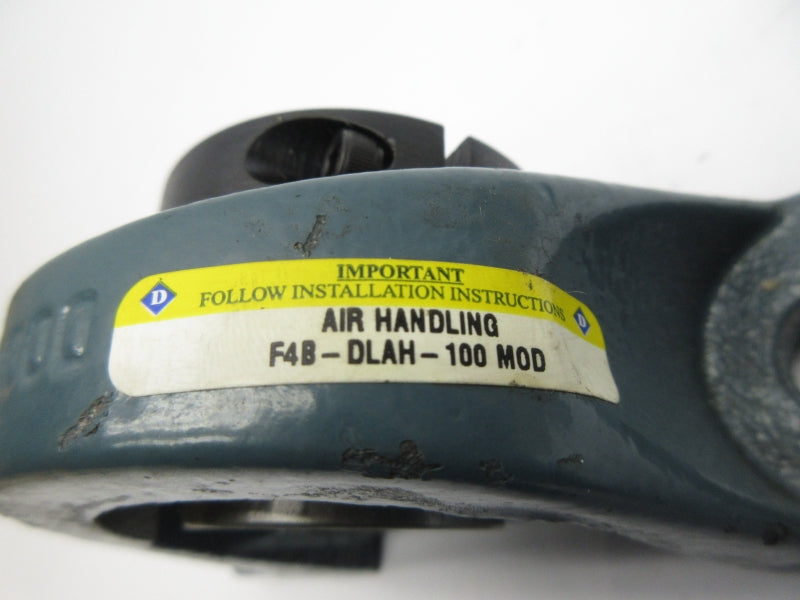 IMPORTANT
D FOLLOW INSTALLATION INSTRUCTIONS D
AIR HANDLING
F4B-DLAH-100 MOD